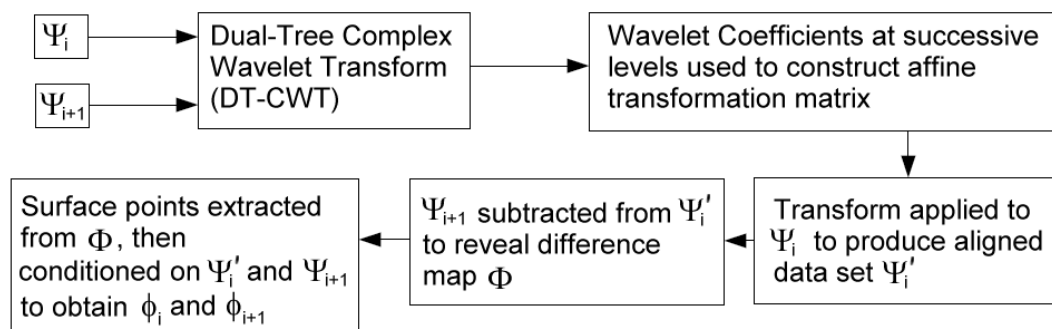 Ψᵢ
Ψᵢ₊₁
Dual-Tree Complex
Wavelet Transform
(DT-CWT)
Wavelet Coefficients at successive
levels used to construct affine
transformation matrix
Transform applied to
Ψᵢ to produce aligned
data set Ψᵢ'
Ψᵢ₊₁ subtracted from Ψᵢ'
to reveal difference
map Φ
Surface points extracted
from Φ, then
conditioned on Ψᵢ' and Ψᵢ₊₁
to obtain ϕᵢ and ϕᵢ₊₁